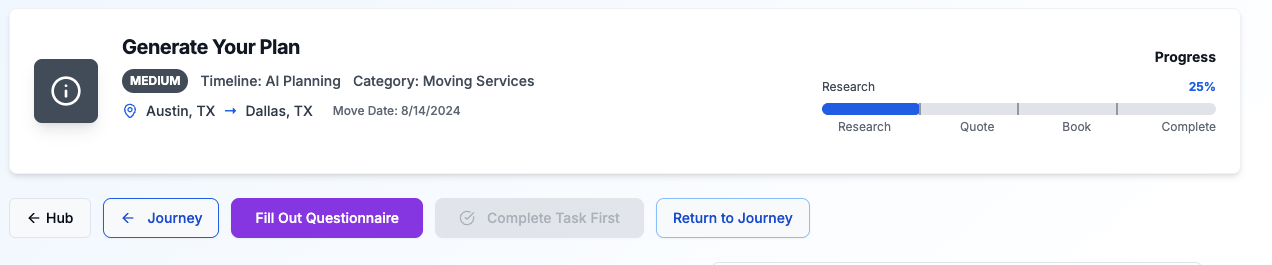 Generate Your Plan
MEDIUM Timeline: AI Planning Category: Moving Services
Austin, TX → Dallas, TX Move Date: 8/14/2024
Progress
Research 25%
Research Quote Book Complete
← Hub ← Journey Fill Out Questionnaire Complete Task First Return to Journey